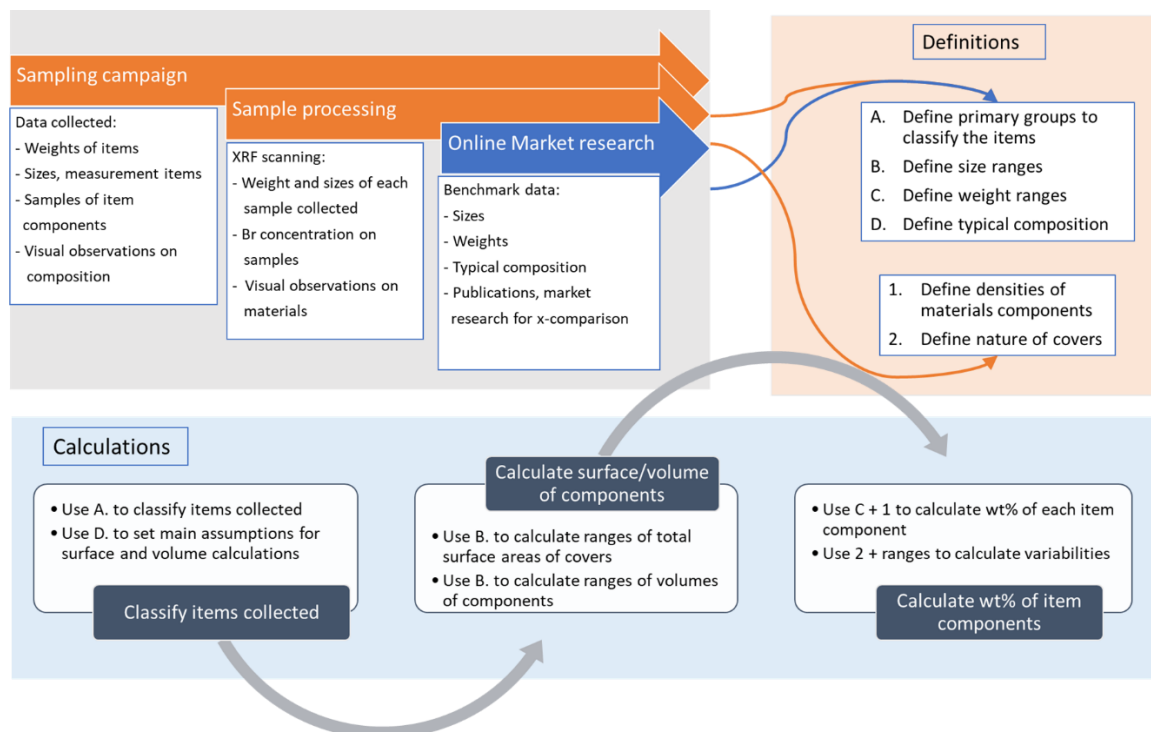 Sampling campaign
Data collected:
- Weights of items
- Sizes, measurement items
- Samples of item
components
- Visual observations on
composition
Sample processing
XRF scanning:
- Weight and sizes of each
sample collected
- Br concentration on
samples
- Visual observations on
materials
Online Market research
Benchmark data:
- Sizes
- Weights
- Typical composition
- Publications, market
research for x-comparison
Definitions
A. Define primary groups to
classify the items
B. Define size ranges
C. Define weight ranges
D. Define typical composition
1. Define densities of
materials components
2. Define nature of covers
Calculations
• Use A. to classify items collected
• Use D. to set main assumptions for
surface and volume calculations
Classify items collected
Calculate surface/volume
of components
• Use B. to calculate ranges of total
surface areas of covers
• Use B. to calculate ranges of volumes
of components
• Use C + 1 to calculate wt% of each item
component
• Use 2 + ranges to calculate variabilities
Calculate wt% of item
components